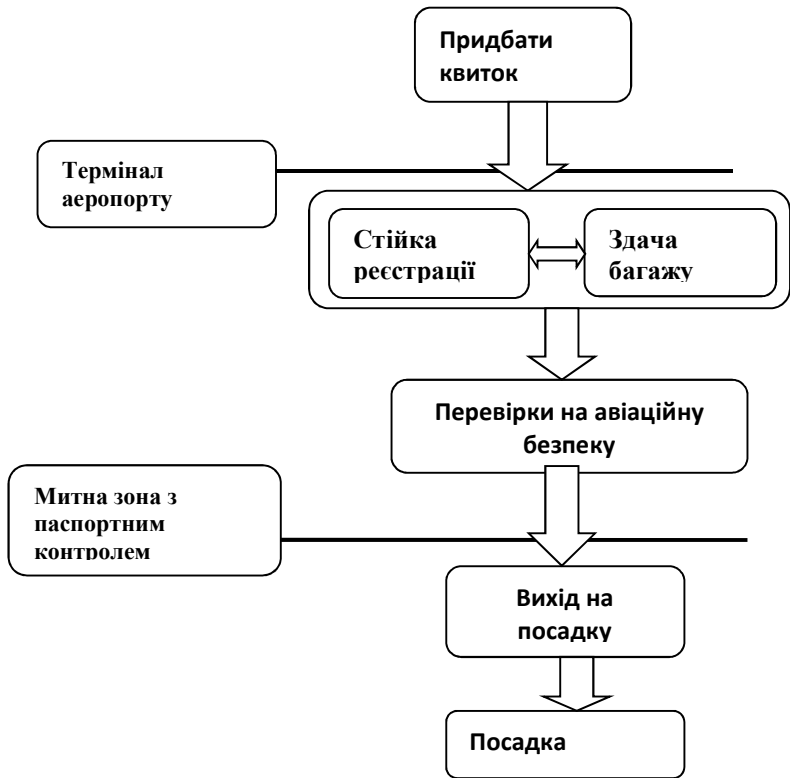 Придбати
квиток
Термінал
аеропорту
Стійка
реєстрації
Здача
багажу
Перевірки на авіаційну
безпеку
Митна зона з
паспортним
контролем
Вихід на
посадку
Посадка